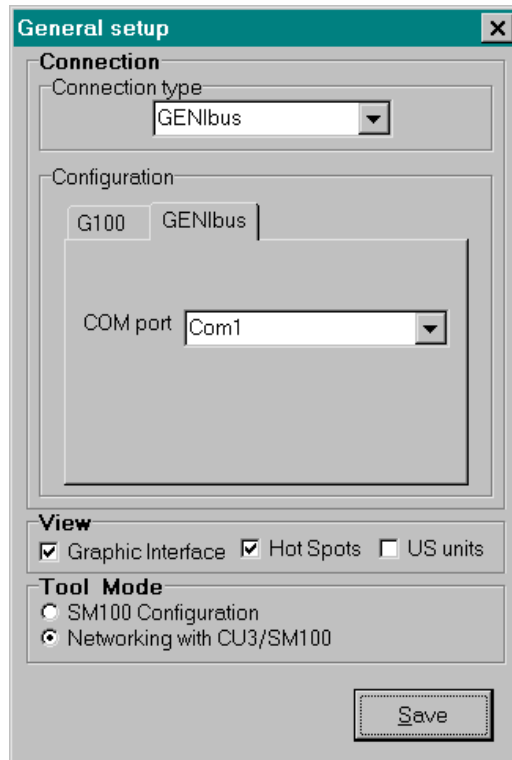 General setup
Connection
Connection type
GENIbus
Configuration
G100 GENIbus
COM port Com1
View
Graphic Interface Hot Spots US units
Tool Mode
SM100 Configuration
Networking with CU3/SM100
Save